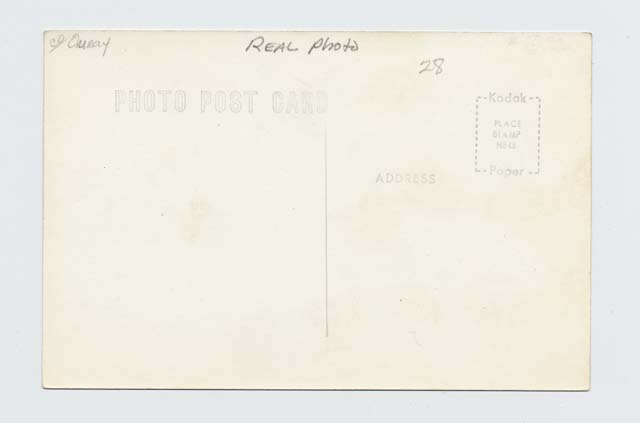 Ouray
REAL Photo
28
PHOTO POST CARD
Kodak
PLACE
STAMP
HERE
Paper
ADDRESS